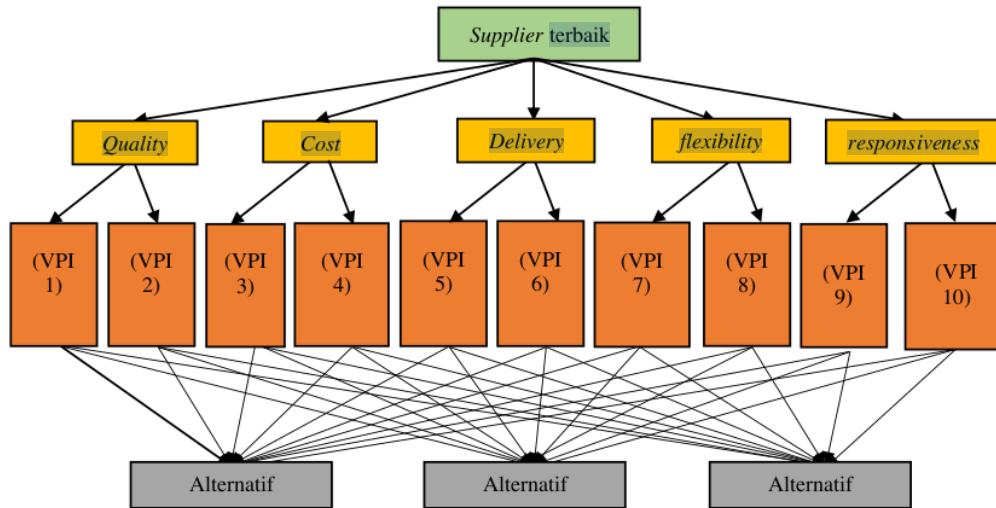 Supplier terbaik
Quality
Cost
Delivery
flexibility
responsiveness
(VPI
1)
(VPI
2)
(VPI
3)
(VPI
4)
(VPI
5)
(VPI
6)
(VPI
7)
(VPI
8)
(VPI
9)
(VPI
10)
Alternatif
Alternatif
Alternatif